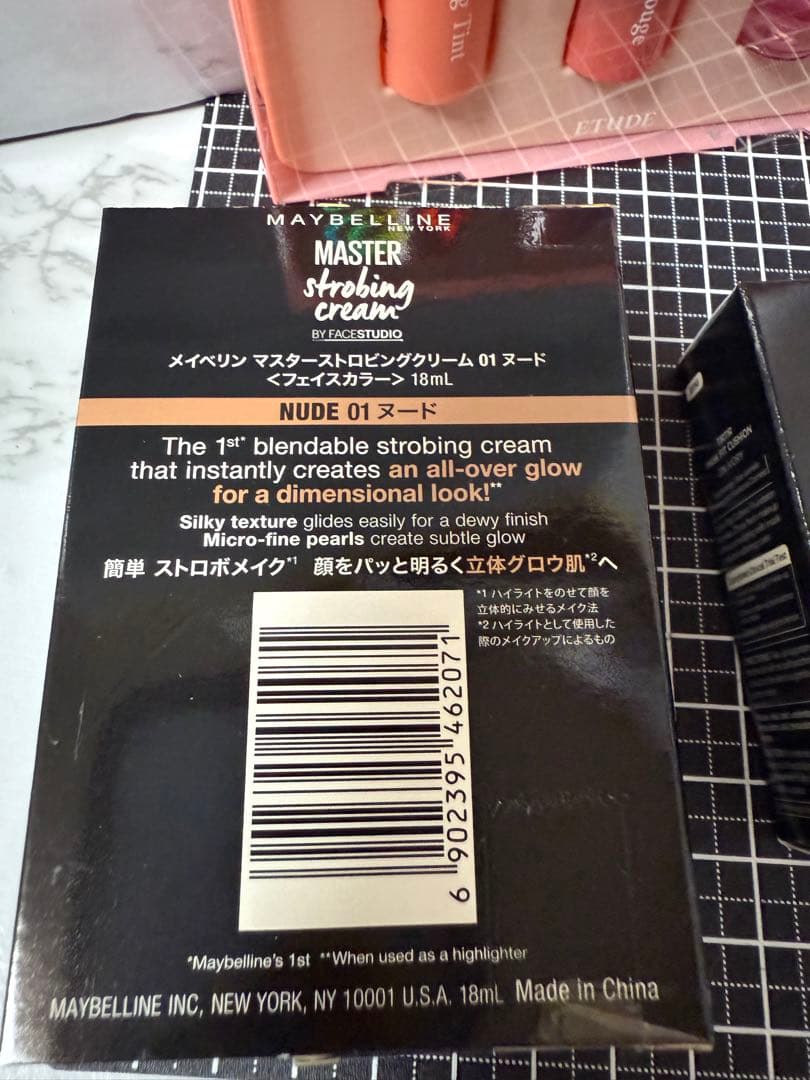 g Tint
ouge
ETUDE
MAYBELLINE
NEW YORK
MASTER
strobing
cream
BY FACESTUDIO
メイベリン マスターストロビングクリーム 01 ヌード
<フェイスカラー> 18mL
NUDE 01 ヌード
The 1st* blendable strobing cream
that instantly creates an all-over glow
for a dimensional look!**
Silky texture glides easily for a dewy finish
Micro-fine pearls create subtle glow
簡単 ストロボメイク*1 顔をパッと明るく立体グロウ肌*2へ
*1 ハイライトをのせて顔を
立体的にみせるメイク法
*2 ハイライトとして使用した
際のメイクアップによるもの
6 902395 462071
*Maybelline's 1st **When used as a highlighter
MAYBELLINE INC, NEW YORK, NY 10001 U.S.A. 18mL Made in China
CUSHION